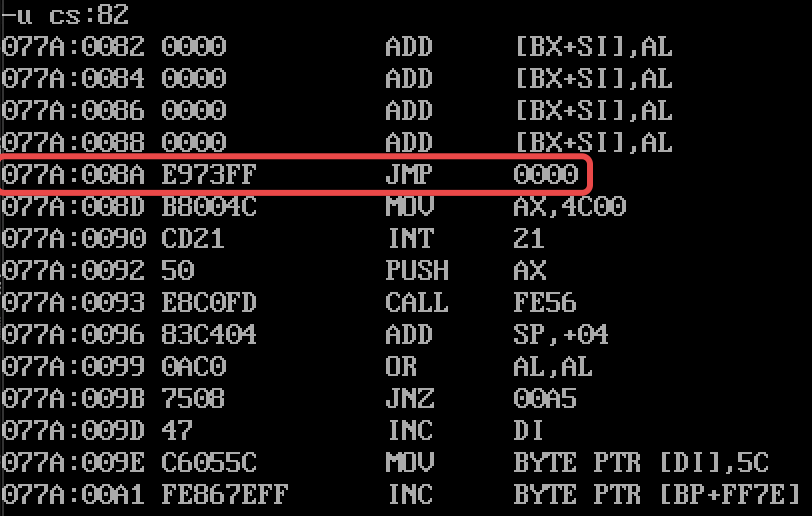 -u cs:82
077A:0082 0000 ADD [BX+SI],AL
077A:0084 0000 ADD [BX+SI],AL
077A:0086 0000 ADD [BX+SI],AL
077A:0088 0000 ADD [BX+SI],AL
077A:008A E973FF JMP 0000
077A:008D B8004C MOV AX,4C00
077A:0090 CD21 INT 21
077A:0092 50 PUSH AX
077A:0093 E8C0FD CALL FE56
077A:0096 83C404 ADD SP,+04
077A:0099 0AC0 OR AL,AL
077A:009B 7508 JNZ 00A5
077A:009D 47 INC DI
077A:009E C6055C MOV BYTE PTR [DI],5C
077A:00A1 FE867EFF INC BYTE PTR [BP+FF7E]